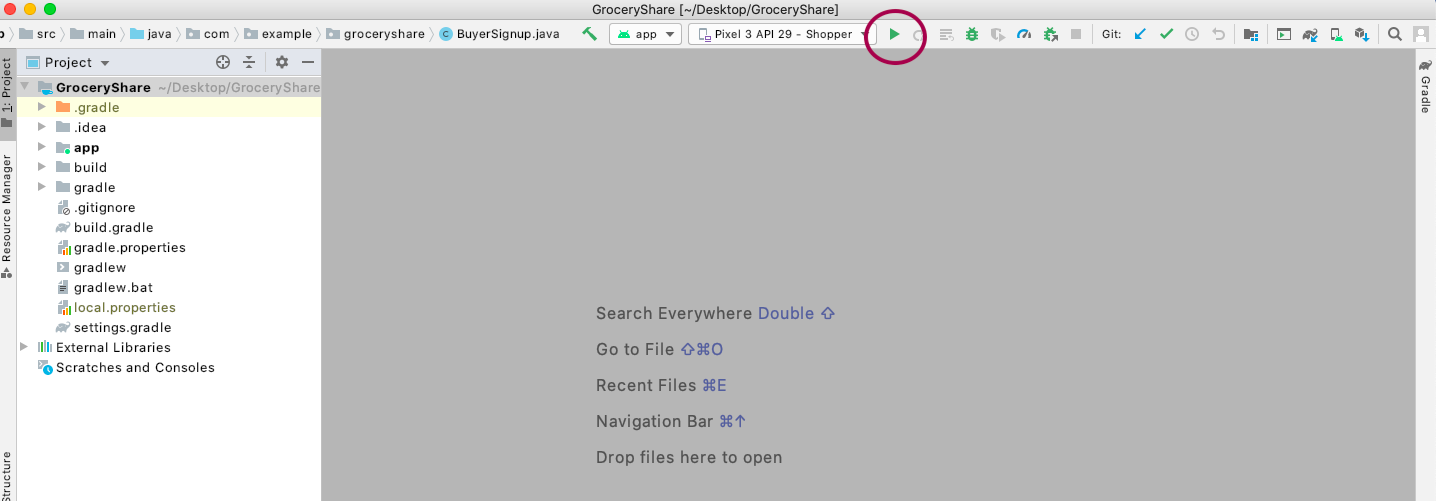 GroceryShare [~/Desktop/GroceryShare]
src main java com example groceryshare BuyerSignup.java app Pixel 3 API 29 - Shopper Git:
1: Project
Project
GroceryShare ~/Desktop/GroceryShare
.gradle
.idea
app
build
gradle
.gitignore
build.gradle
gradle.properties
gradlew
gradlew.bat
local.properties
settings.gradle
External Libraries
Scratches and Consoles
Resource Manager
Structure
Search Everywhere Double ⇧
Go to File ⇧⌘O
Recent Files ⌘E
Navigation Bar ⌘↑
Drop files here to open
Gradle